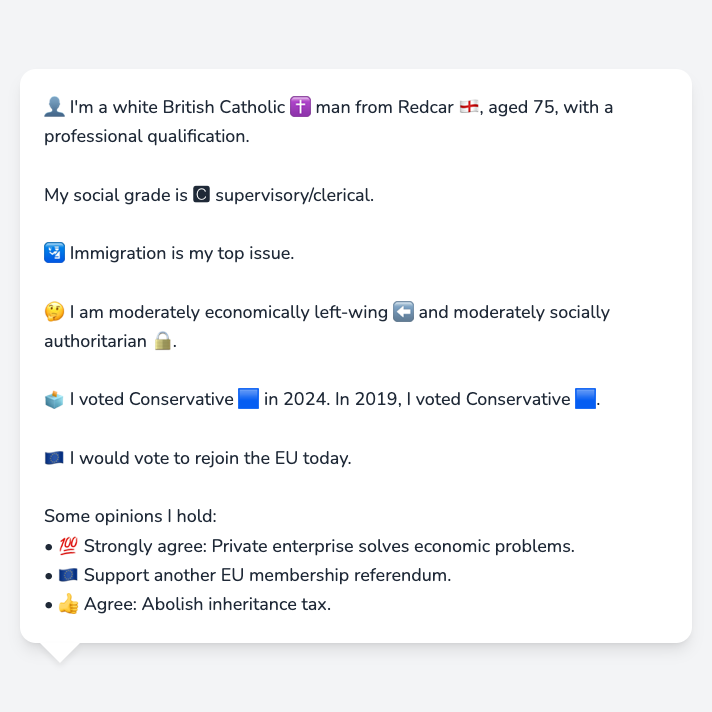 👤 I'm a white British Catholic ✝️ man from Redcar 🏴󠁧󠁢󠁥󠁮󠁧󠁿, aged 75, with a
professional qualification.
My social grade is 🅲 supervisory/clerical.
🛂 Immigration is my top issue.
🤔 I am moderately economically left-wing ⬅️ and moderately socially
authoritarian 🔒.
🗳️ I voted Conservative 🟦 in 2024. In 2019, I voted Conservative 🟦.
🇪🇺 I would vote to rejoin the EU today.
Some opinions I hold:
• 💯 Strongly agree: Private enterprise solves economic problems.
• 🇪🇺 Support another EU membership referendum.
• 👍 Agree: Abolish inheritance tax.